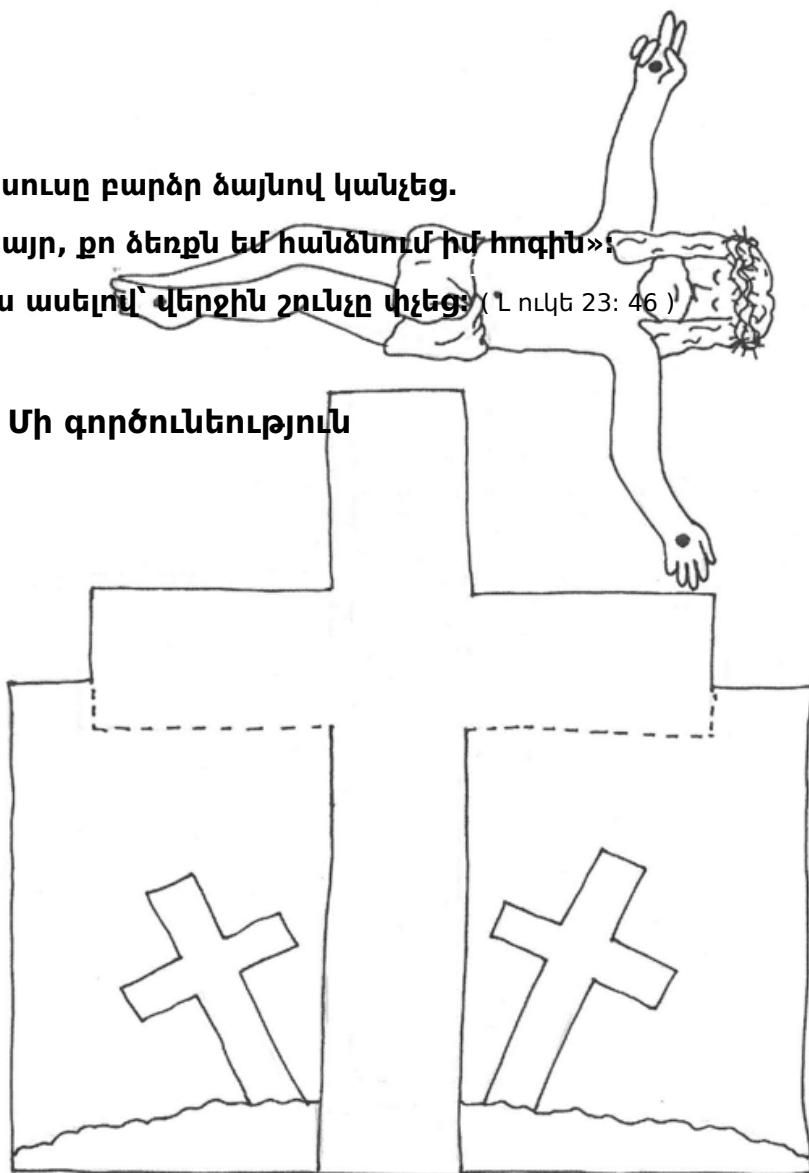 սուսը բարձր ձայնով կանչեց.
այր, քո ձեռքն եմ հանձնում իմ հոգին»:
ս ասելով՝ վերջին շունչը փչեց: ( Լ ուկե 23: 46 )
Մի գործունեություն